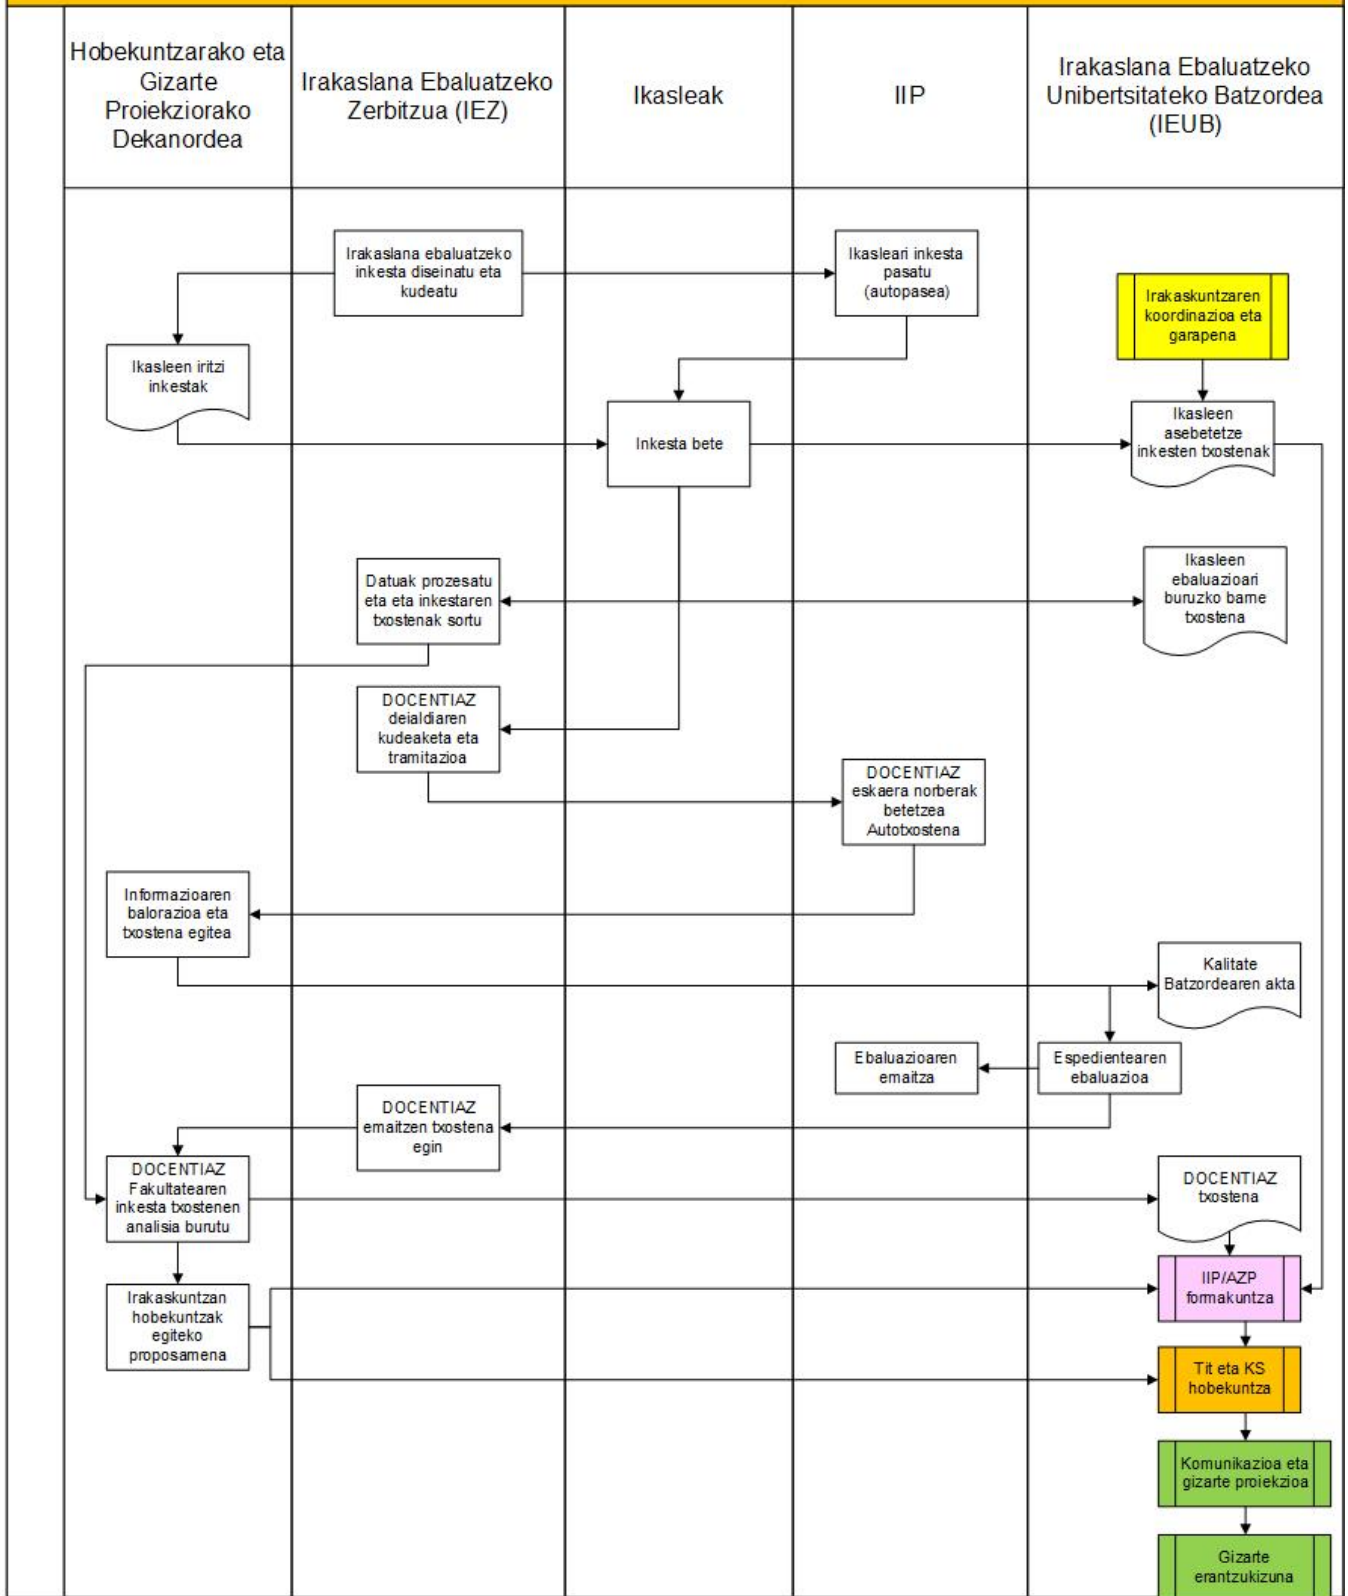 Hobekuntzarako eta
Gizarte
Proiekziorako
Dekanordea
Irakaslana Ebaluatzeko
Zerbitzua (IEZ)
Ikasleak
IIP
Irakaslana Ebaluatzeko
Unibertsitateko Batzordea
(IEUB)
Irakaslana ebaluatzeko
inkesta diseinatu eta
kudeatu
Ikasleari inkesta
pasatu
(autopasea)
Irakaskuntzaren
koordinazioa eta
garapena
Ikasleen iritzi
inkestak
Inkesta bete
Ikasleen
asebetetze
inkesten txostenak
Datuak prozesatu
eta eta inkestaren
txostenak sortu
Ikasleen
ebaluazioari
buruzko barne
txostena
DOCENTIAZ
deialdiaren
kudeaketa eta
tramitazioa
DOCENTIAZ
eskaera norberak
betetzea
Autotxostena
Informazioaren
balorazioa eta
txostena egitea
Kalitate
Batzordearen akta
Ebaluazioaren
emaitza
Espedientearen
ebaluazioa
DOCENTIAZ
emaitzen txostena
egin
DOCENTIAZ
Fakultatearen
inkesta txostenen
analisia burutu
DOCENTIAZ
txostena
Irakaskuntzan
hobekuntzak
egiteko
proposamena
IIP/AZP
formakuntza
Tit eta KS
hobekuntza
Komunikazioa eta
gizarte proiekzioa
Gizarte
erantzukizuna